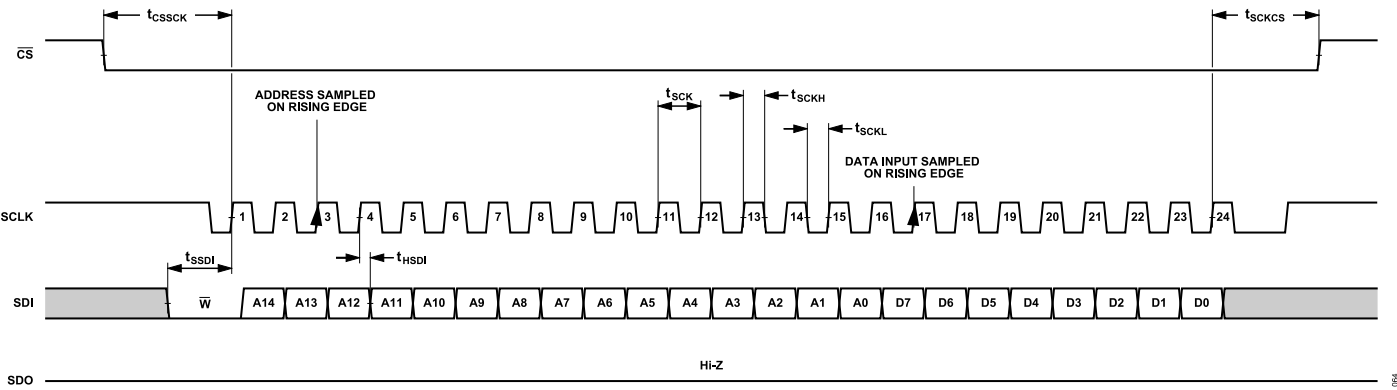 tCSSCK
tSCKCS
CS
ADDRESS SAMPLED
ON RISING EDGE
tSCK
tSCKH
tSCKL
DATA INPUT SAMPLED
ON RISING EDGE
SCLK
1 2 3 4 5 6 7 8 9 10 11 12 13 14 15 16 17 18 19 20 21 22 23 24
tSSDI
tHSDI
SDI
W A14 A13 A12 A11 A10 A9 A8 A7 A6 A5 A4 A3 A2 A1 A0 D7 D6 D5 D4 D3 D2 D1 D0
Hi-Z
SDO
064